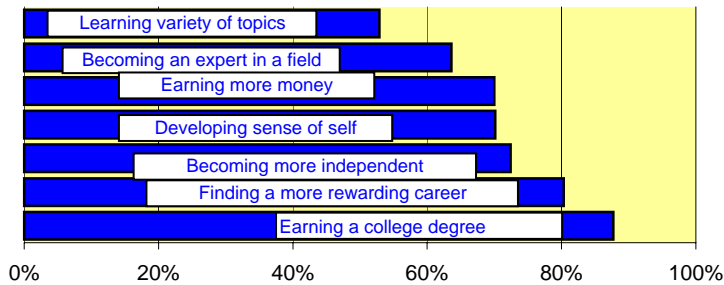 Learning variety of topics
Becoming an expert in a field
Earning more money
Developing sense of self
Becoming more independent
Finding a more rewarding career
Earning a college degree
0% 20% 40% 60% 80% 100%